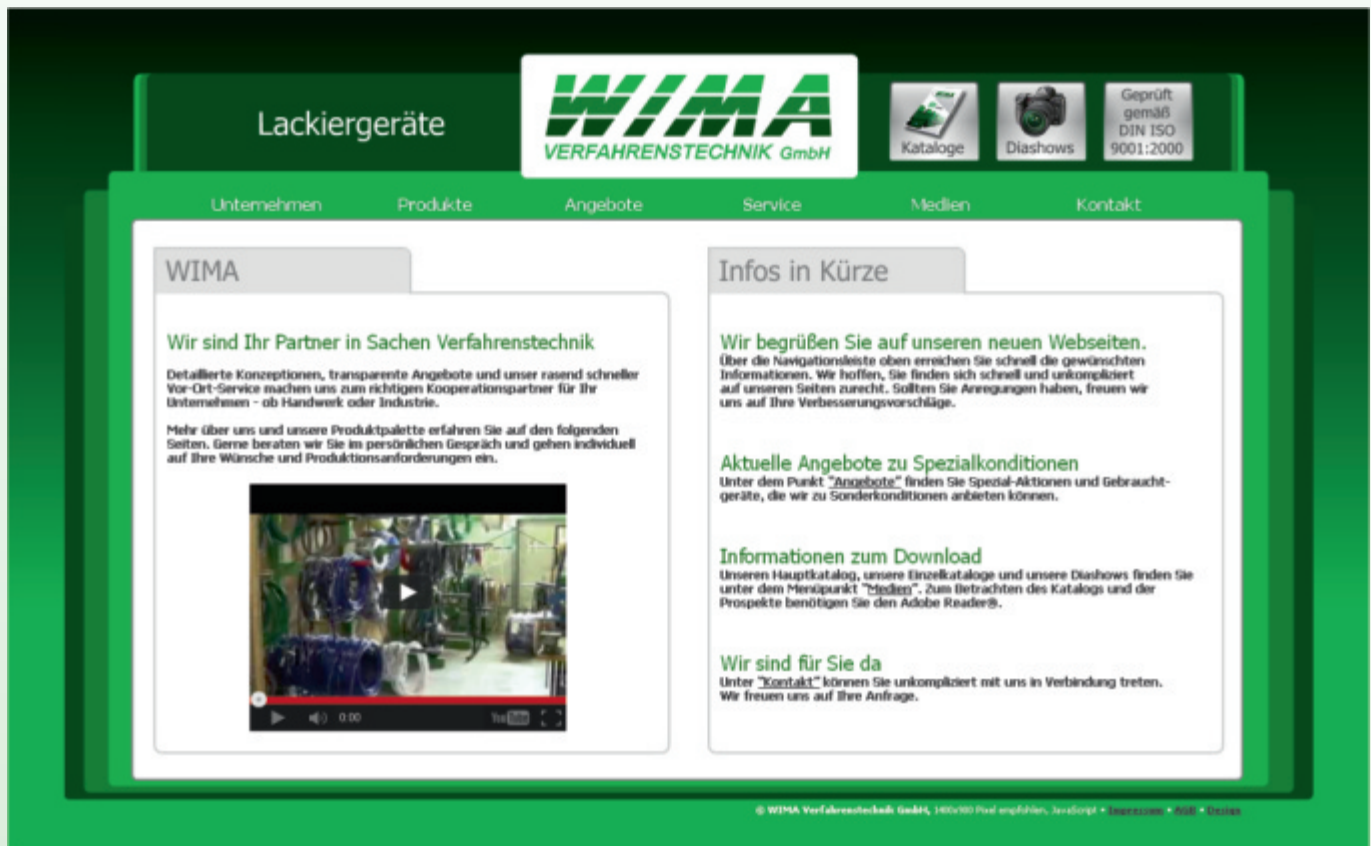 Lackiergeräte
WIMA
VERFAHRENSTECHNIK GmbH
Kataloge
Diashows
Geprüft
gemäß
DIN ISO
9001:2000
Unternehmen Produkte Angebote Service Medien Kontakt
WIMA
Wir sind Ihr Partner in Sachen Verfahrenstechnik
Detaillierte Konzeptionen, transparente Angebote und unser rasend schneller
Vor-Ort-Service machen uns zum richtigen Kooperationspartner für Ihr
Unternehmen - ob Handwerk oder Industrie.
Mehr über uns und unsere Produktpalette erfahren Sie auf den folgenden
Seiten. Gerne beraten wir Sie im persönlichen Gespräch und gehen individuell
auf Ihre Wünsche und Produktionsanforderungen ein.
0:00
YouTube
Infos in Kürze
Wir begrüßen Sie auf unseren neuen Webseiten.
Über die Navigationsleiste oben erreichen Sie schnell die gewünschten
Informationen. Wir hoffen, Sie finden sich schnell und unkompliziert
auf unseren Seiten zurecht. Sollten Sie Anregungen haben, freuen wir
uns auf Ihre Verbesserungsvorschläge.
Aktuelle Angebote zu Spezialkonditionen
Unter dem Punkt "Angebote" finden Sie Spezial-Aktionen und Gebraucht-
geräte, die wir zu Sonderkonditionen anbieten können.
Informationen zum Download
Unseren Hauptkatalog, unsere Einzelkataloge und unsere Diashows finden Sie
unter dem Menüpunkt "Medien". Zum Betrachten des Katalogs und der
Prospekte benötigen Sie den Adobe Reader®.
Wir sind für Sie da
Unter "Kontakt" können Sie unkompliziert mit uns in Verbindung treten.
Wir freuen uns auf Ihre Anfrage.
© WIMA Verfahrenstechnik GmbH, Pixel empfohlen, JavaScript • Impressum • AGB • Design